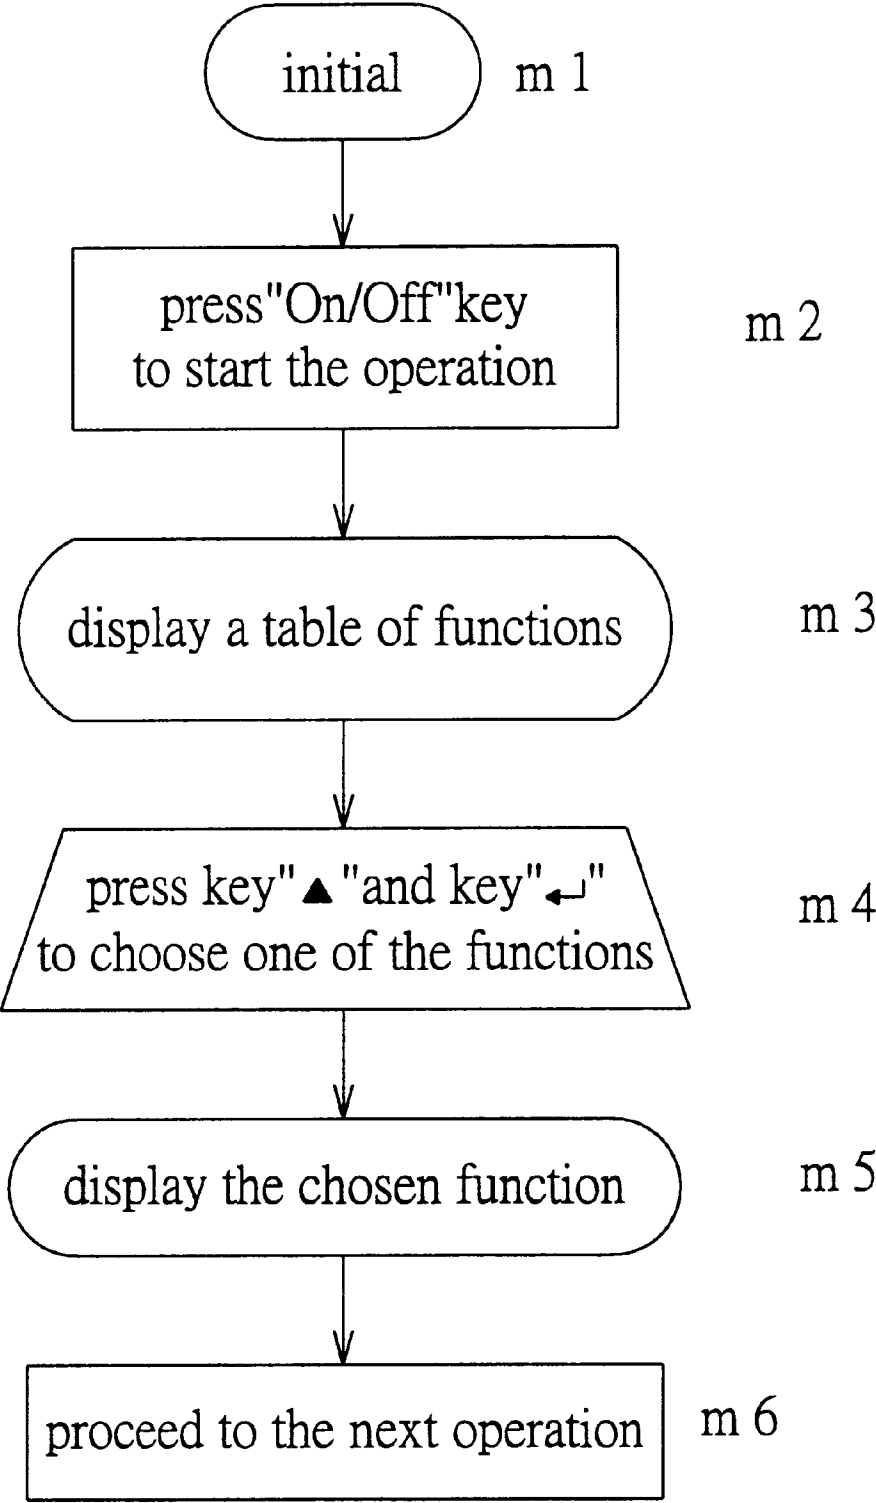 initial m 1
press"On/Off"key
to start the operation m 2
display a table of functions m 3
press key"▲"and key"↵"
to choose one of the functions m 4
display the chosen function m 5
proceed to the next operation m 6